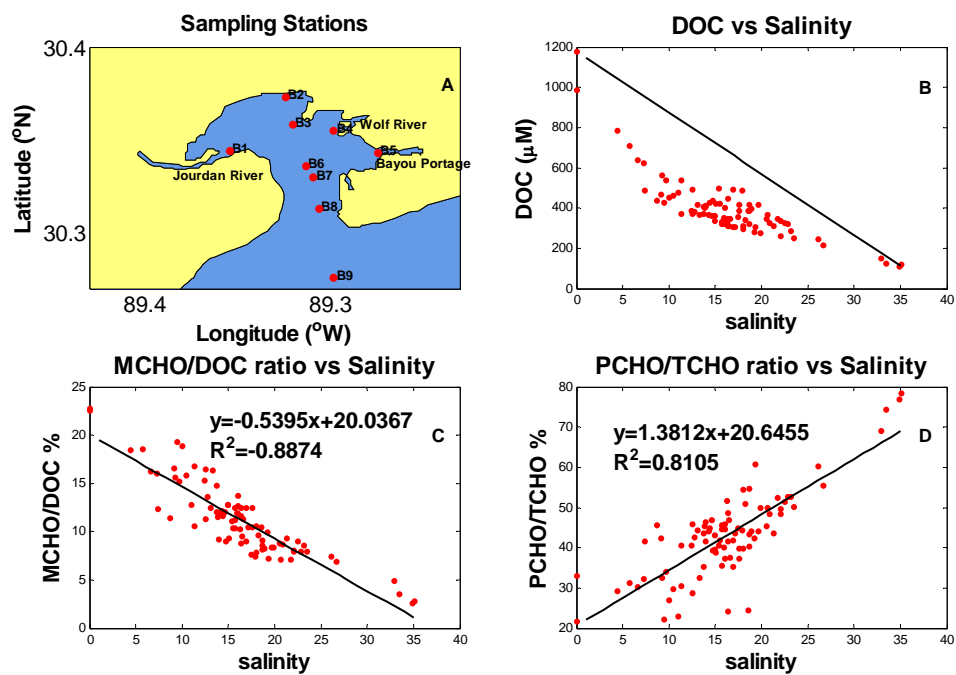 Sampling Stations
30.4
30.3
89.4
89.3
Latitude (°N)
Longitude (°W)
A
B2
B3
B4
Wolf River
B1
B5
Bayou Portage
Jourdan River
B6
B7
B8
B9
DOC vs Salinity
B
1200
1000
800
600
400
200
0
0 5 10 15 20 25 30 35 40
DOC (μM)
salinity
MCHO/DOC ratio vs Salinity
y=-0.5395x+20.0367
R²=-0.8874
C
25
20
15
10
5
0
0 5 10 15 20 25 30 35 40
MCHO/DOC %
salinity
PCHO/TCHO ratio vs Salinity
y=1.3812x+20.6455
R²=0.8105
D
80
70
60
50
40
30
20
0 5 10 15 20 25 30 35 40
PCHO/TCHO %
salinity